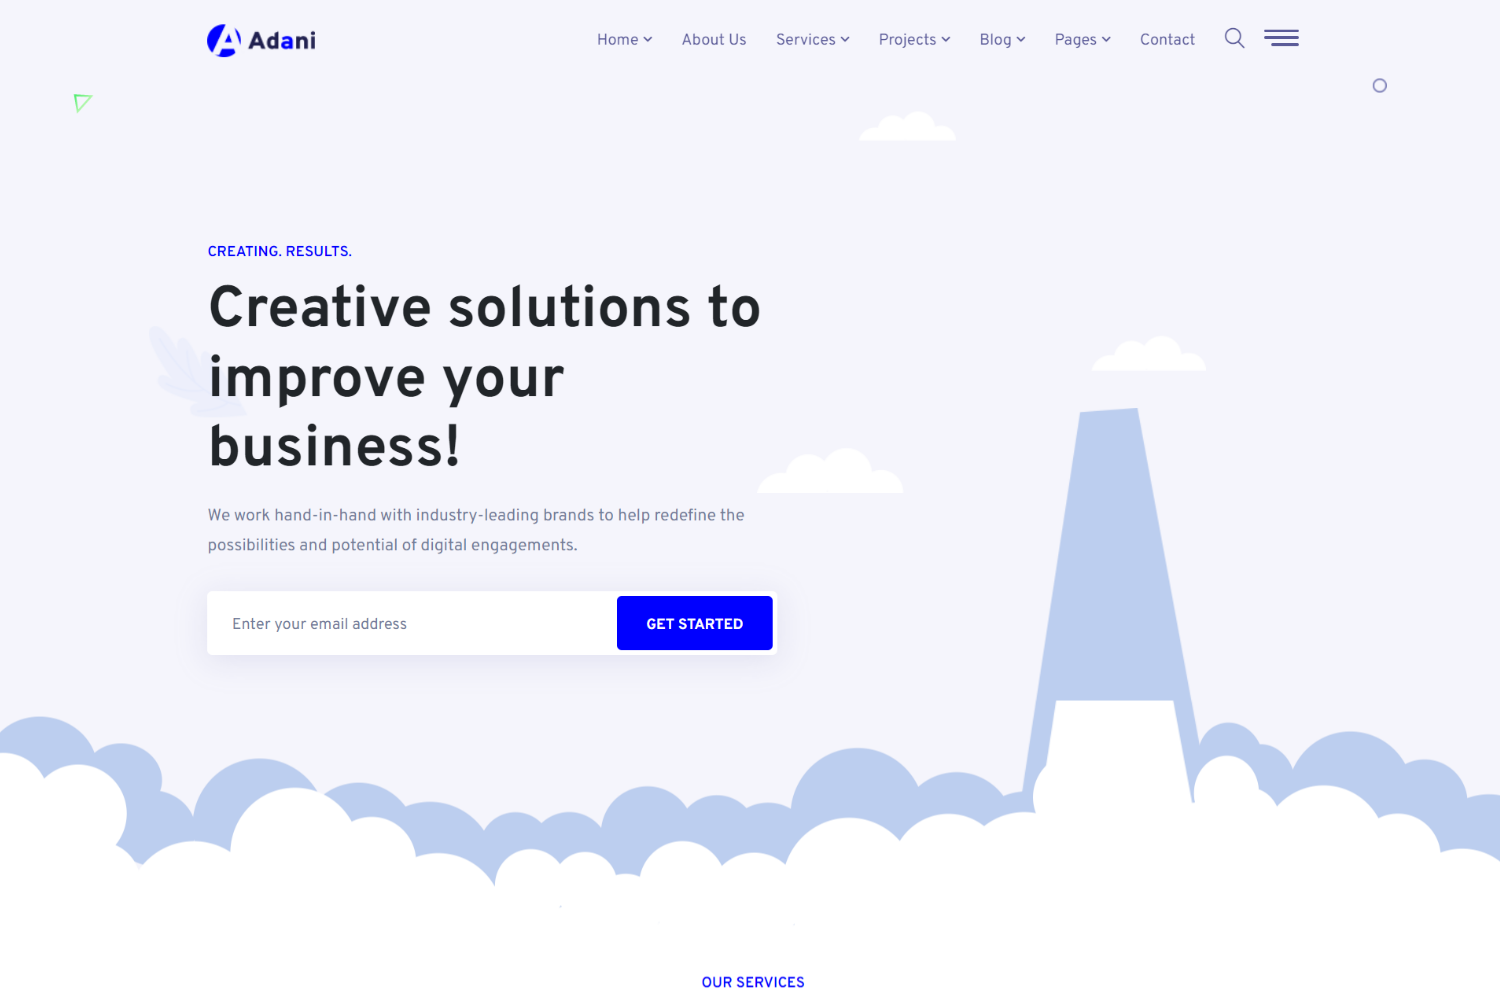 Adani
Home
About Us
Services
Projects
Blog
Pages
Contact
CREATING. RESULTS.
Creative solutions to
improve your
business!
We work hand-in-hand with industry-leading brands to help redefine the
possibilities and potential of digital engagements.
Enter your email address
GET STARTED
OUR SERVICES